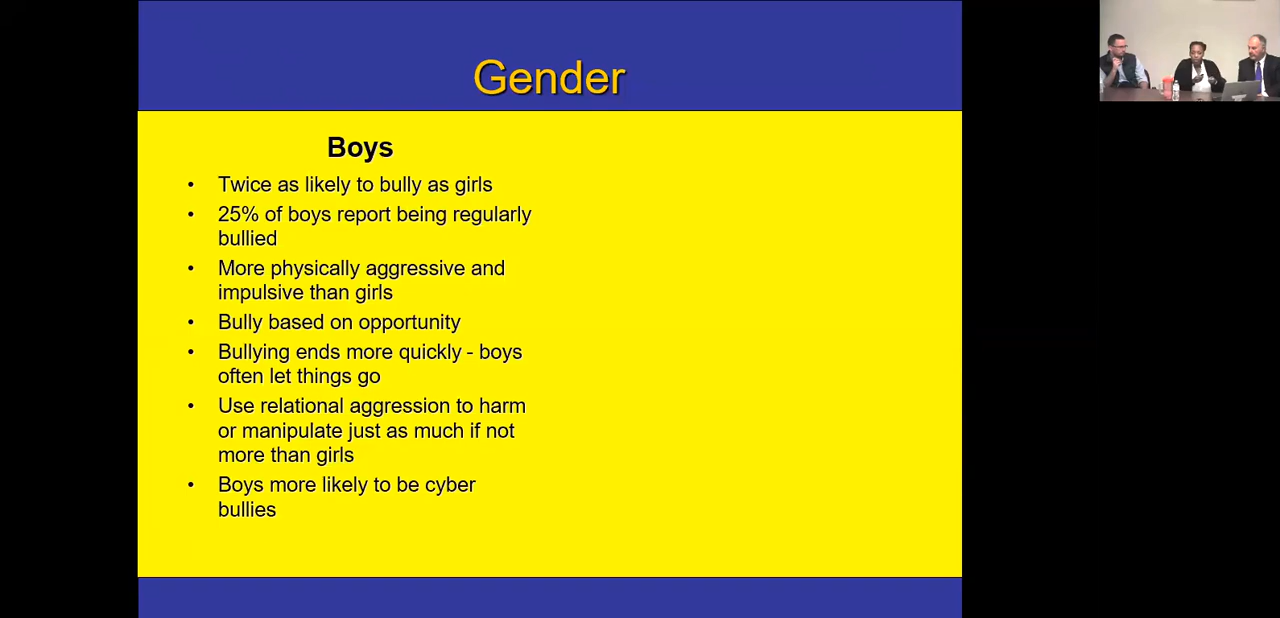 Gender
Boys
• Twice as likely to bully as girls
• 25% of boys report being regularly
bullied
• More physically aggressive and
impulsive than girls
• Bully based on opportunity
• Bullying ends more quickly - boys
often let things go
• Use relational aggression to harm
or manipulate just as much if not
more than girls
• Boys more likely to be cyber
bullies